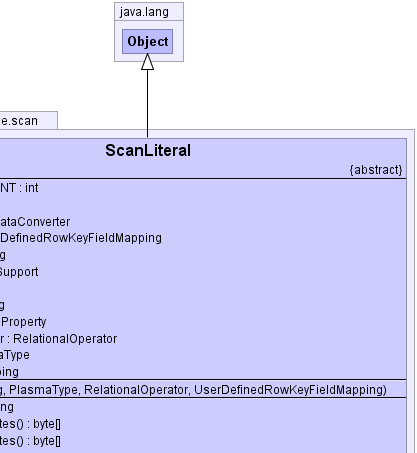 java.lang
Object
e.scan
ScanLiteral
{abstract}
NT : int
ataConverter
DefinedRowKeyFieldMapping
g
Support
g
Property
r : RelationalOperator
aType
ping
g, PlasmaType, RelationalOperator, UserDefinedRowKeyFieldMapping)
ng
tes() : byte[]
tes() : byte[]